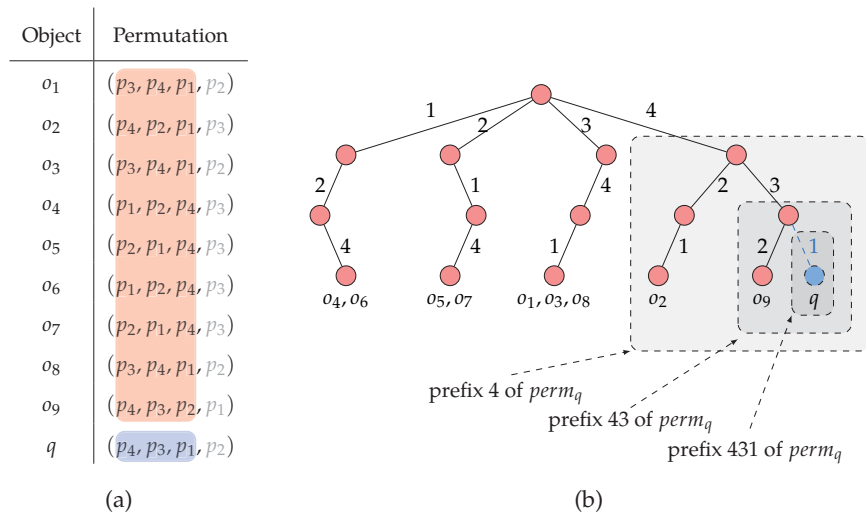 Object Permutation
o1 (p3, p4, p1, p2)
o2 (p4, p2, p1, p3)
o3 (p3, p4, p1, p2)
o4 (p1, p2, p4, p3)
o5 (p2, p1, p4, p3)
o6 (p1, p2, p4, p3)
o7 (p2, p1, p4, p3)
o8 (p3, p4, p1, p2)
o9 (p4, p3, p2, p1)
q (p4, p3, p1, p2)
(a)
1 2 3 4
2 1 4 2 3
4 4 1 1 2 1
o4, o6 o5, o7 o1, o3, o8 o2 o9 q
prefix 4 of permq
prefix 43 of permq
prefix 431 of permq
(b)